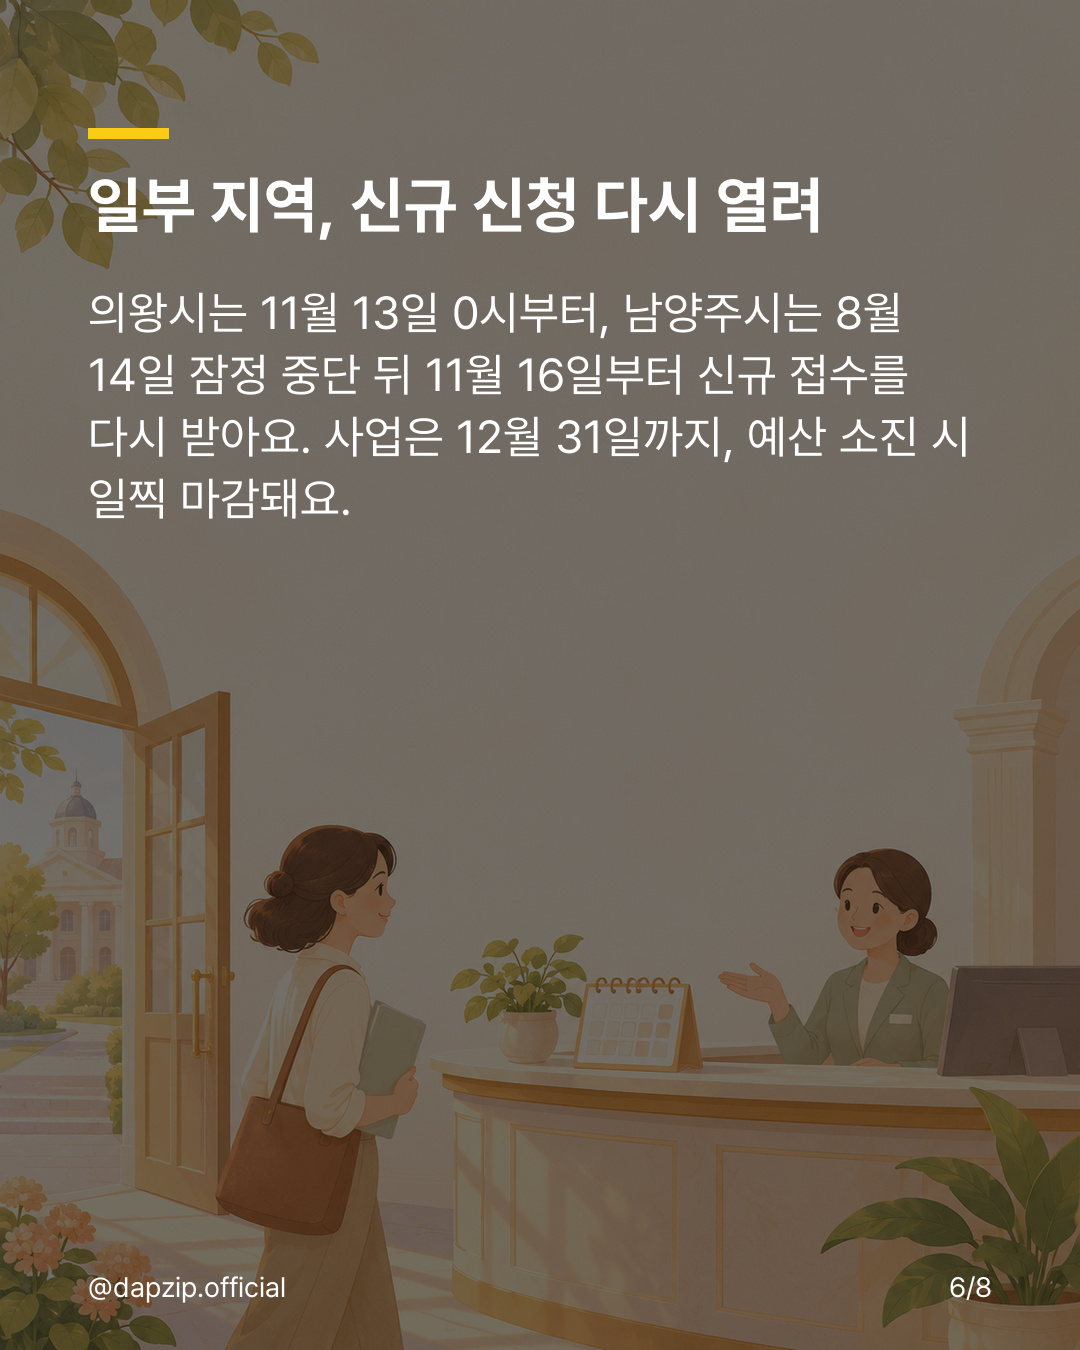 일부 지역, 신규 신청 다시 열려
의왕시는 11월 13일 0시부터, 남양주시는 8월
14일 잠정 중단 뒤 11월 16일부터 신규 접수를
다시 받아요. 사업은 12월 31일까지, 예산 소진 시
일찍 마감돼요.
@dapzip.official
6/8